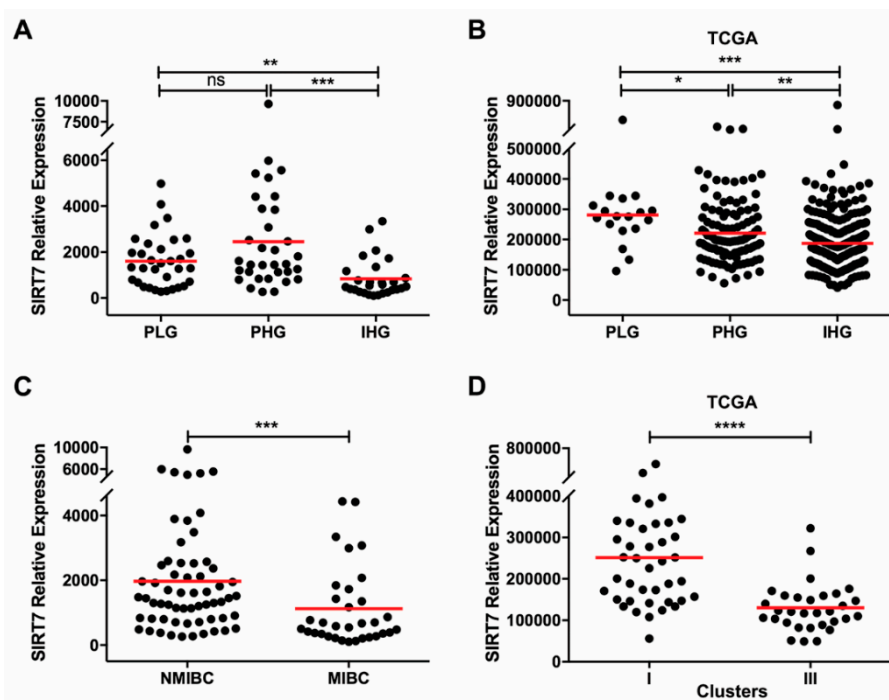 A
SIRT7 Relative Expression
10000
7500
6000
4000
2000
0
**
ns
***
PLG
PHG
IHG
B
TCGA
SIRT7 Relative Expression
900000
500000
400000
300000
200000
100000
0
***
*
**
PLG
PHG
IHG
C
SIRT7 Relative Expression
10000
6000
4000
2000
0
***
NMIBC
MIBC
D
TCGA
SIRT7 Relative Expression
800000
400000
300000
200000
100000
0
****
I
III
Clusters